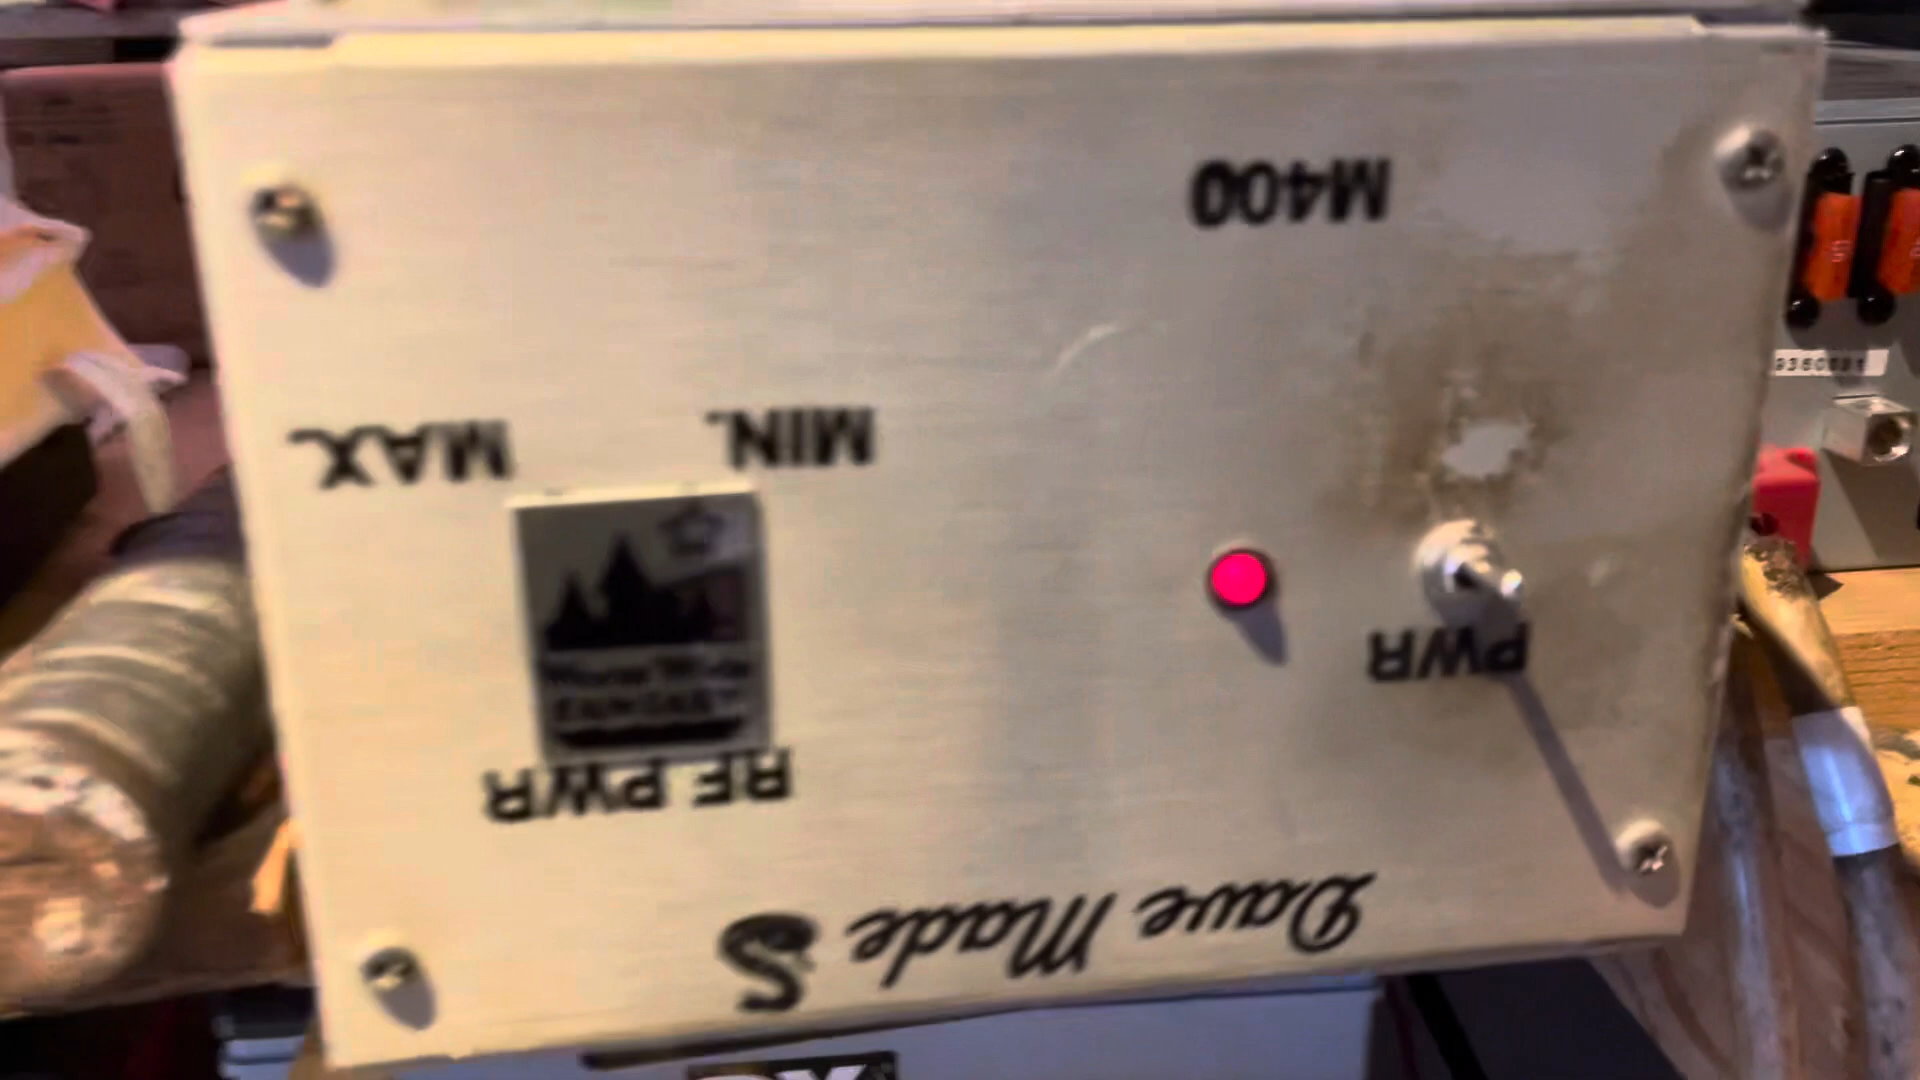 Dave Made S
RF PWR
PWR
MIN.
MAX.
M400